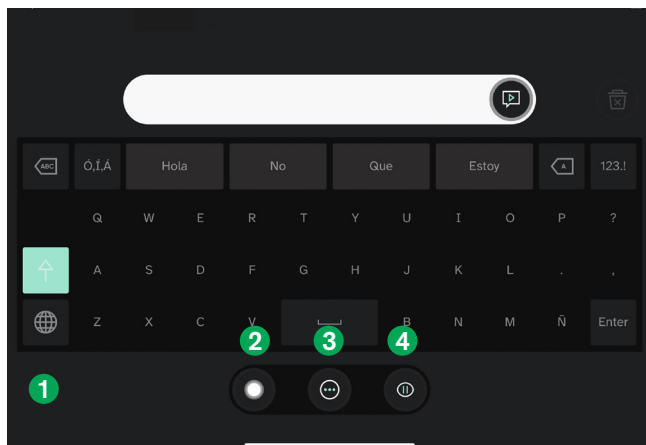 ABC Ó,Í,Á Hola No Que Estoy A 123.!
Q W E R T Y U I O P ?
A S D F G H J K L . ,
Z X C V B N M Ñ Enter
2 3 4
1